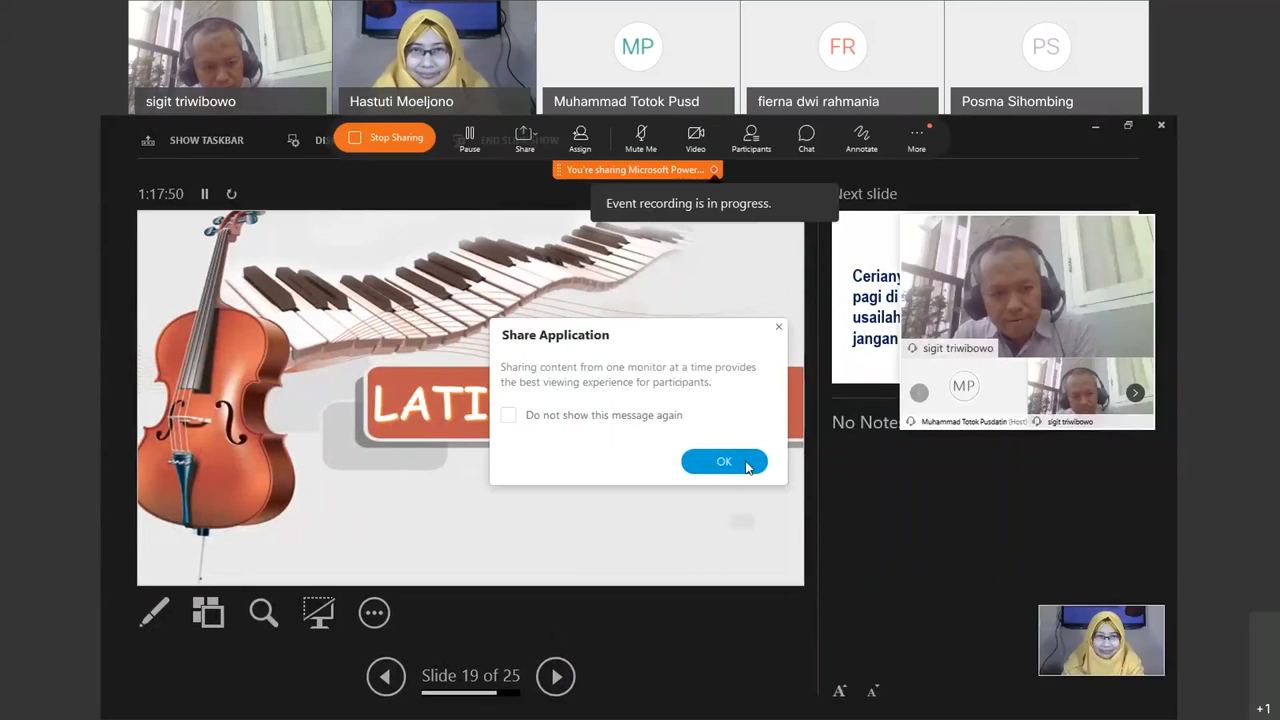 MP
FR
PS
sigit triwibowo
Hastuti Moeljono
Muhammad Totok Pusd
fierna dwi rahmania
Posma Sihombing
SHOW TASKBAR
Stop Sharing
END SLIDE SHOW
Pause
Share
Assign
Mute Me
Video
Participants
Chat
Annotate
More
You're sharing Microsoft Power...
Event recording is in progress.
1:17:50
Next slide
LATI
Share Application
Sharing content from one monitor at a time provides
the best viewing experience for participants.
Do not show this message again
OK
pagi di
usailah
jangan
sigit triwibowo
MP
Muhammad Totok Pusdatin (Host)
sigit triwibowo
No Note
Slide 19 of 25
A A
+1